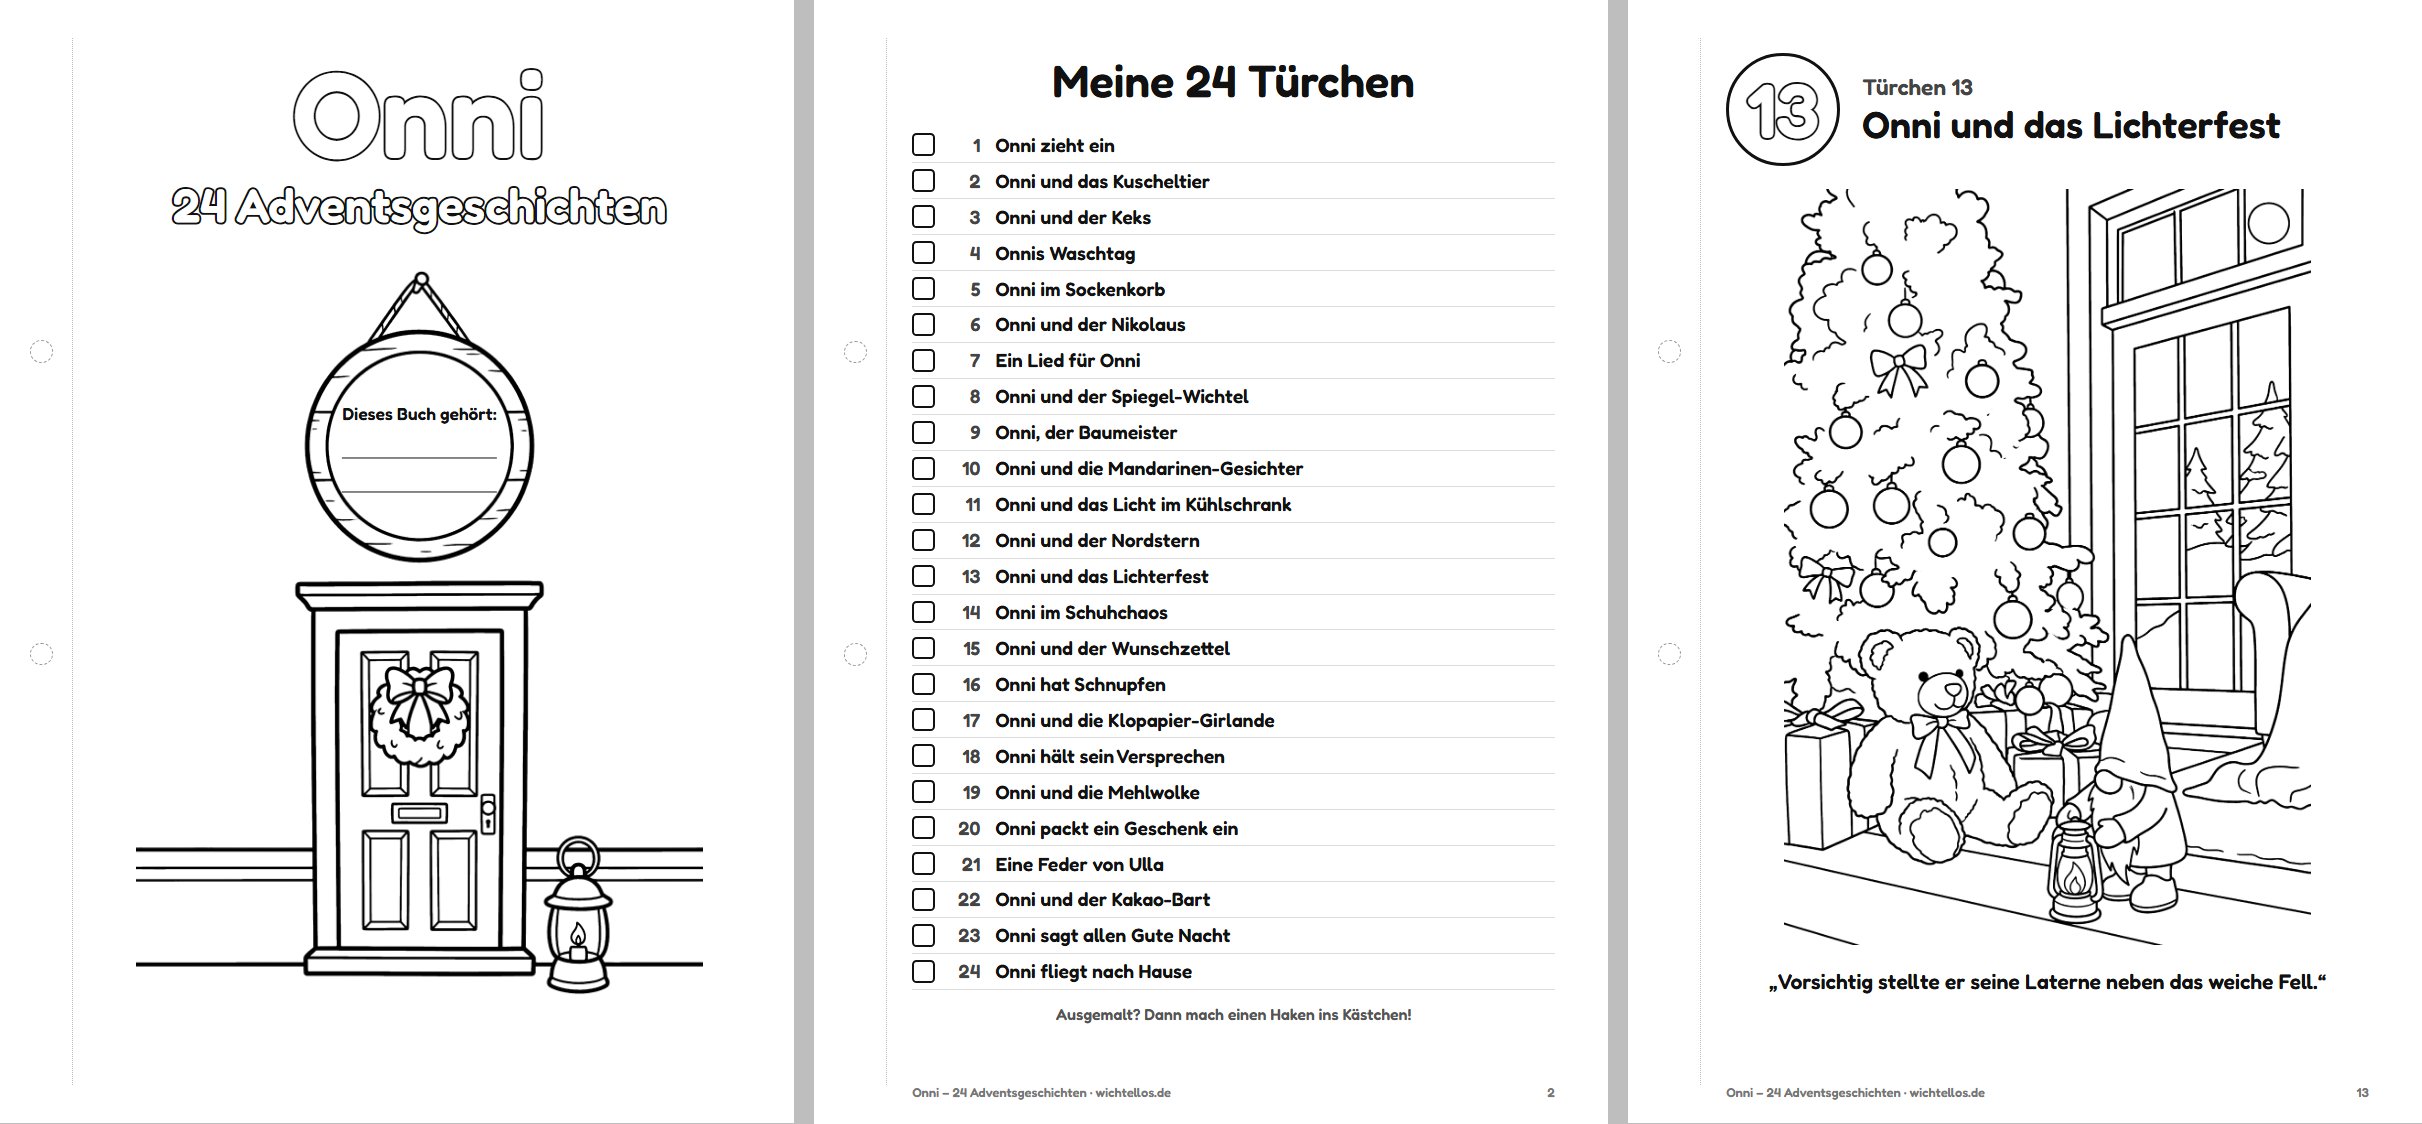 Onni
24 Adventsgeschichten
Dieses Buch gehört:
Meine 24 Türchen
1 Onni zieht ein
2 Onni und das Kuscheltier
3 Onni und der Keks
4 Onnis Waschtag
5 Onni im Sockenkorb
6 Onni und der Nikolaus
7 Ein Lied für Onni
8 Onni und der Spiegel-Wichtel
9 Onni, der Baumeister
10 Onni und die Mandarinen-Gesichter
11 Onni und das Licht im Kühlschrank
12 Onni und der Nordstern
13 Onni und das Lichterfest
14 Onni im Schuhchaos
15 Onni und der Wunschzettel
16 Onni hat Schnupfen
17 Onni und die Klopapier-Girlande
18 Onni hält sein Versprechen
19 Onni und die Mehlwolke
20 Onni packt ein Geschenk ein
21 Eine Feder von Ulla
22 Onni und der Kakao-Bart
23 Onni sagt allen Gute Nacht
24 Onni fliegt nach Hause
Ausgemalt? Dann mach einen Haken ins Kästchen!
Onni – 24 Adventsgeschichten · wichtellos.de 2
13
Türchen 13
Onni und das Lichterfest
„Vorsichtig stellte er seine Laterne neben das weiche Fell.“
Onni – 24 Adventsgeschichten · wichtellos.de 13